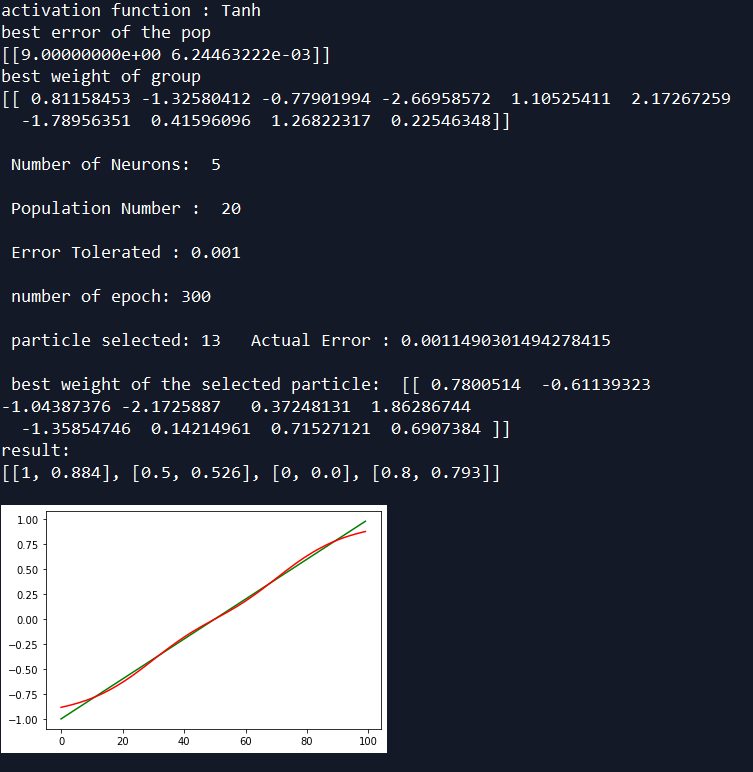 activation function : Tanh
best error of the pop
[[9.00000000e+00 6.24463222e-03]]
best weight of group
[[ 0.81158453 -1.32580412 -0.77901994 -2.66958572  1.10525411  2.17267259
  -1.78956351  0.41596096  1.26822317  0.22546348]]
 Number of Neurons:  5
 Population Number :  20
 Error Tolerated : 0.001
 number of epoch: 300
 particle selected: 13   Actual Error : 0.0011490301494278415
 best weight of the selected particle:  [[ 0.7800514  -0.61139323
-1.04387376 -2.1725887   0.37248131  1.86286744
  -1.35854746  0.14214961  0.71527121  0.6907384 ]]
result:
[[1, 0.884], [0.5, 0.526], [0, 0.0], [0.8, 0.793]]
1.00
0.75
0.50
0.25
0.00
−0.25
−0.50
−0.75
−1.00
0 20 40 60 80 100